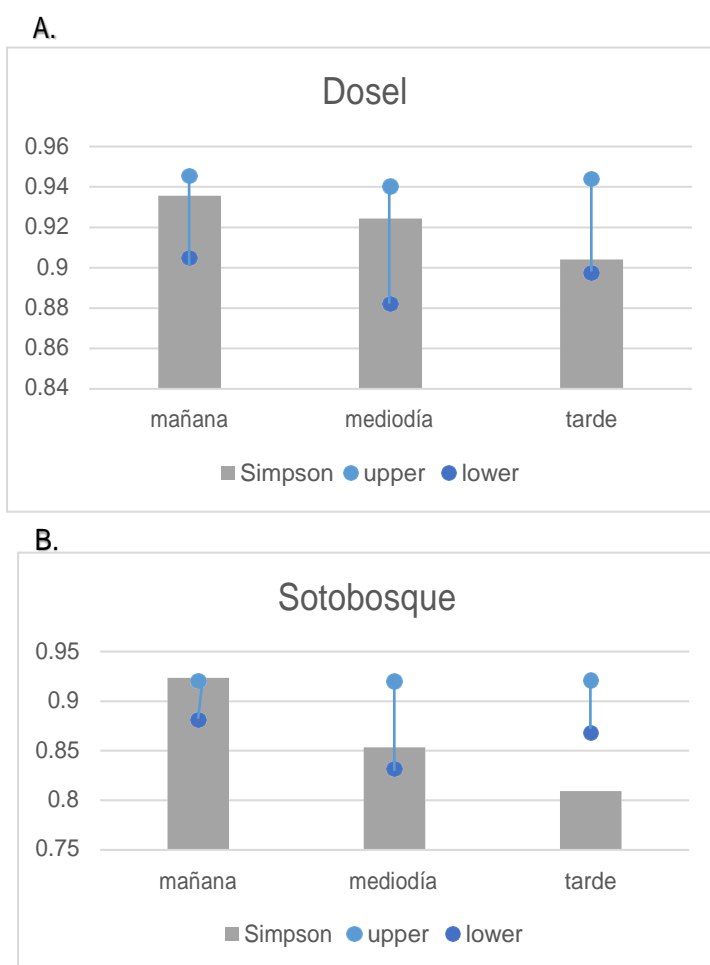 A.
Dosel
0.96
0.94
0.92
0.9
0.88
0.86
0.84
mañana mediodía tarde
Simpson upper lower
B.
Sotobosque
0.95
0.9
0.85
0.8
0.75
mañana mediodía tarde
Simpson upper lower